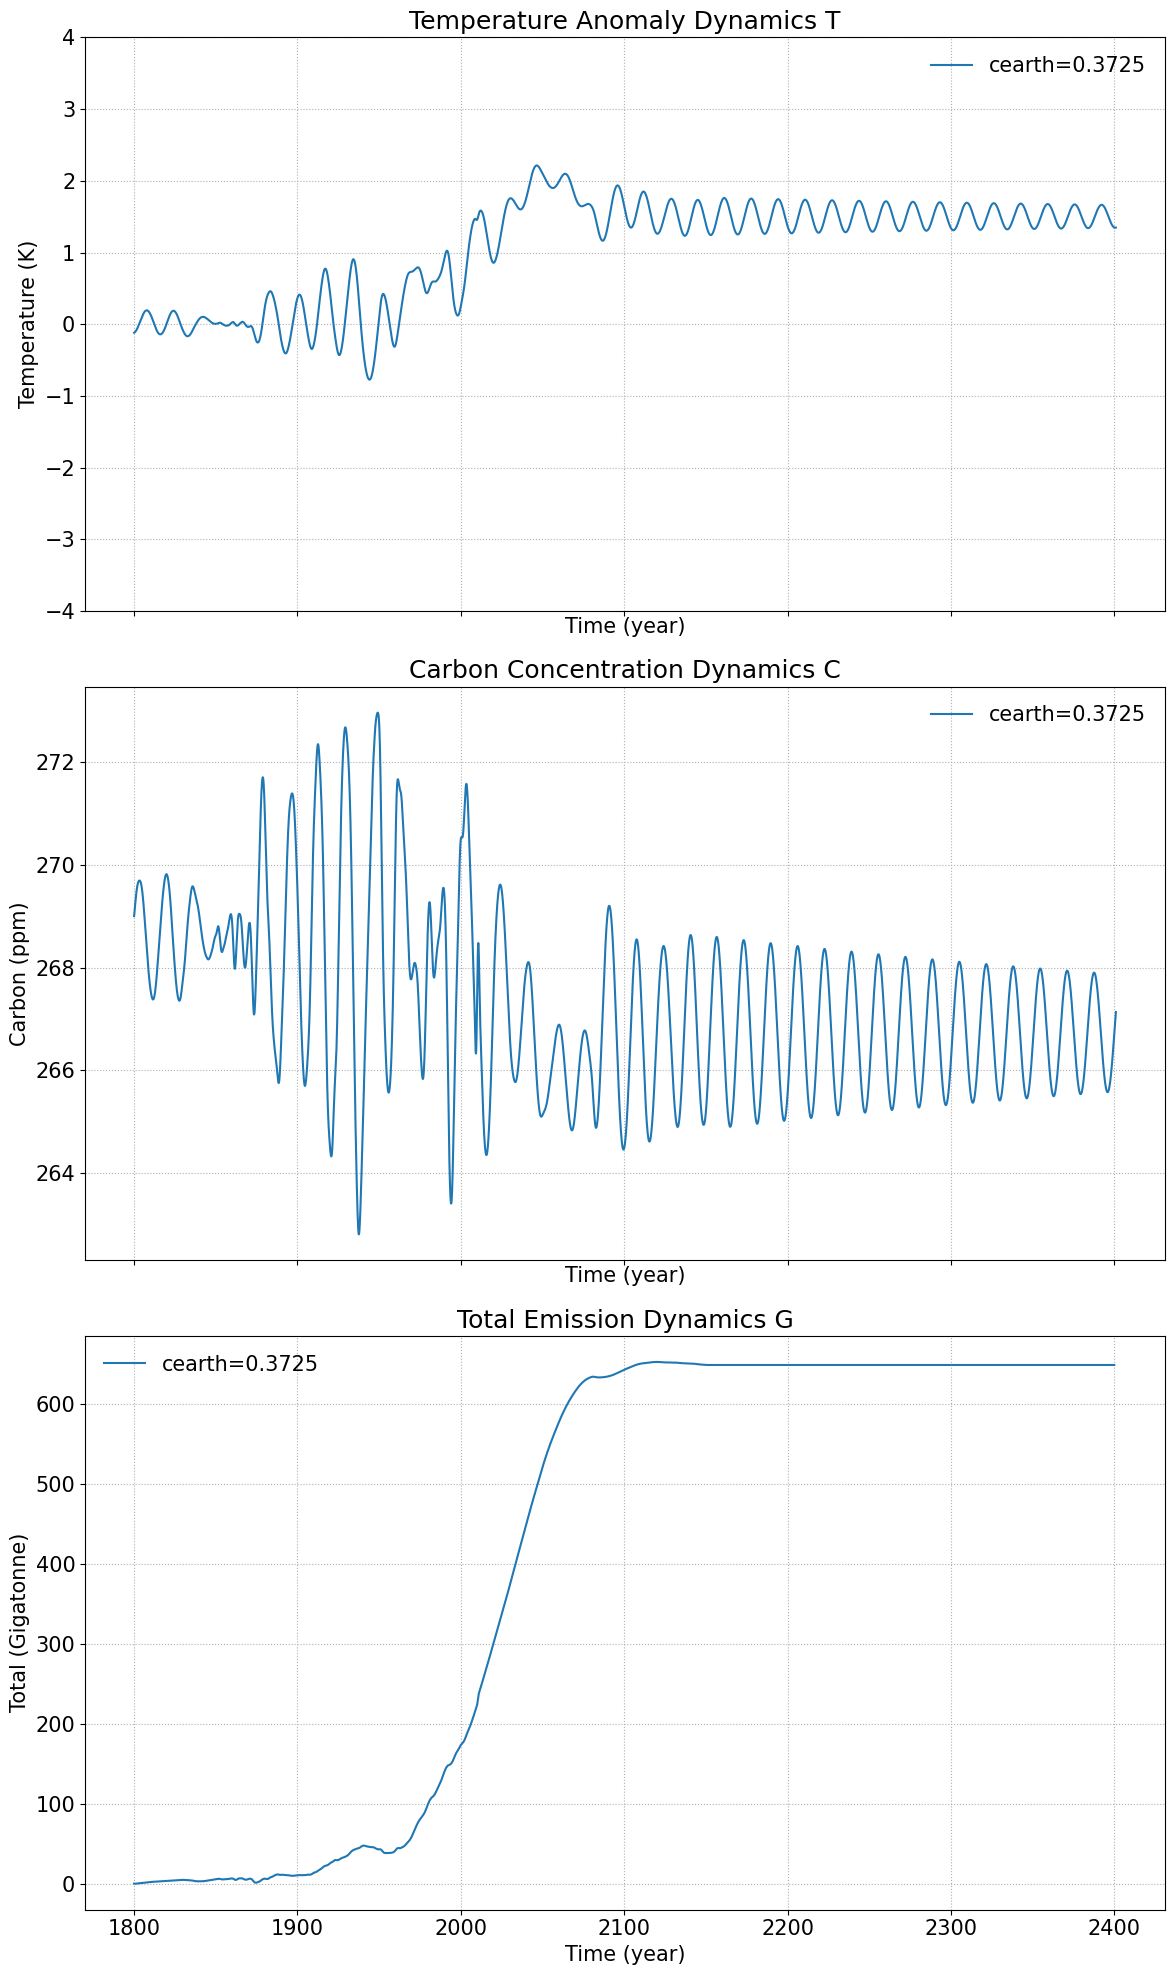 Temperature Anomaly Dynamics T
4
3
2
1
0
−1
−2
−3
−4
Temperature (K)
cearth=0.3725
Time (year)
Carbon Concentration Dynamics C
272
270
268
266
264
Carbon (ppm)
cearth=0.3725
Time (year)
Total Emission Dynamics G
600
500
400
300
200
100
0
Total (Gigatonne)
cearth=0.3725
1800 1900 2000 2100 2200 2300 2400
Time (year)